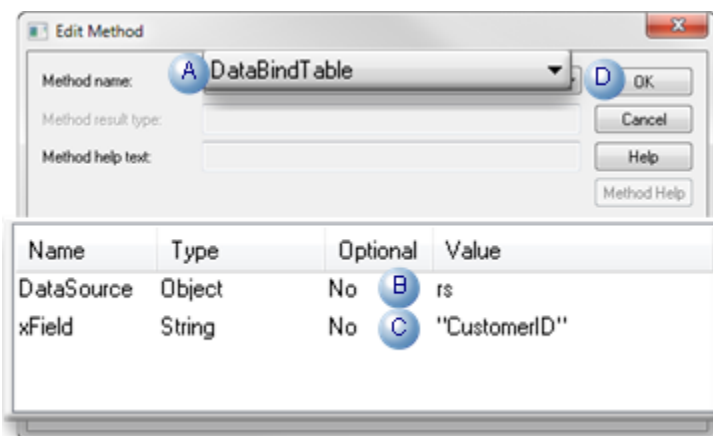 Edit Method
Method name: A DataBindTable D OK
Method result type: Cancel
Method help text: Help
Method Help
Name Type Optional Value
DataSource Object No B rs
xField String No C "CustomerID"